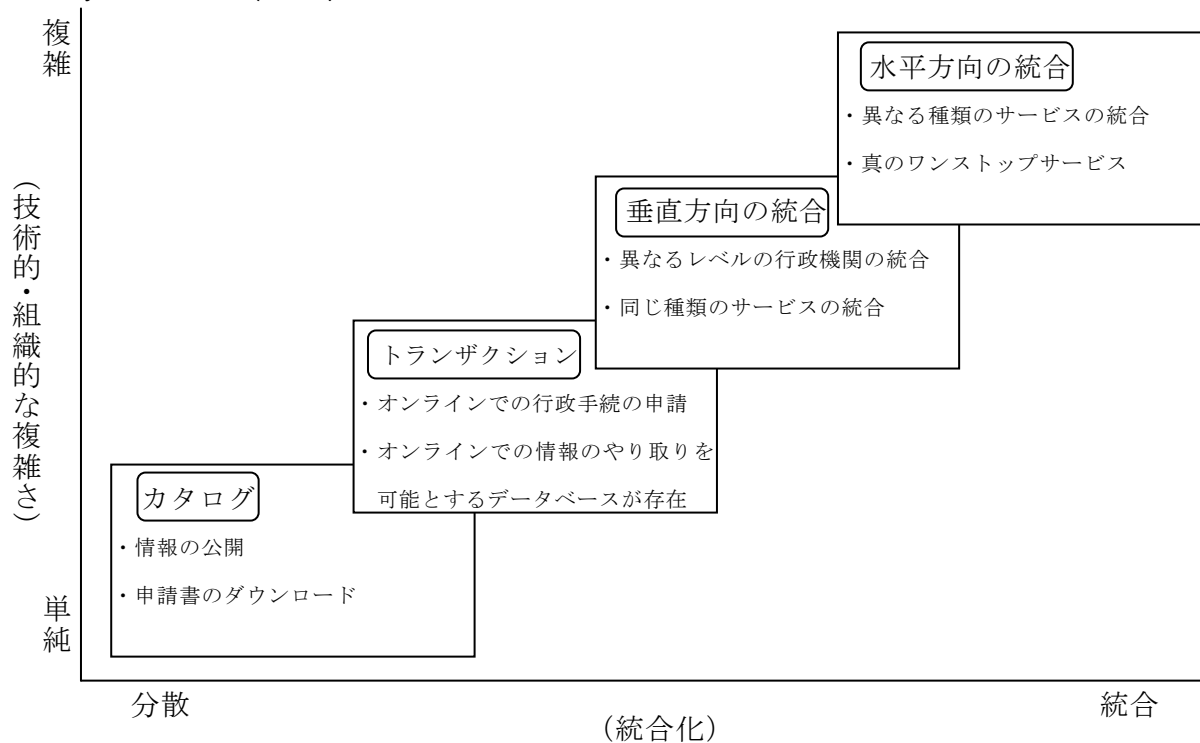 複雑
水平方向の統合
・異なる種類のサービスの統合
・真のワンストップサービス
(技術的・組織的な複雑さ)
垂直方向の統合
・異なるレベルの行政機関の統合
・同じ種類のサービスの統合
トランザクション
・オンラインでの行政手続の申請
・オンラインでの情報のやり取りを
可能とするデータベースが存在
カタログ
・情報の公開
・申請書のダウンロード
単純
分散
(統合化)
統合